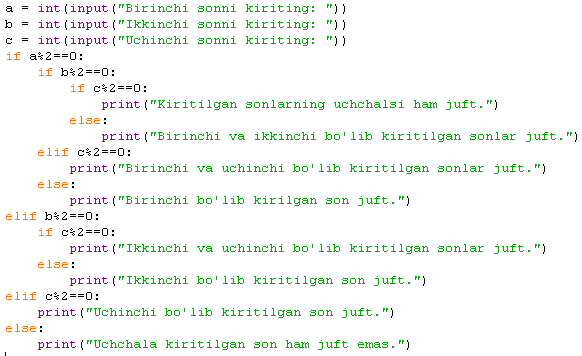 a = int(input("Birinchi sonni kiriting: "))
b = int(input("Ikkinchi sonni kiriting: "))
c = int(input("Uchinchi sonni kiriting: "))
if a%2==0:
    if b%2==0:
        if c%2==0:
            print("Kiritilgan sonlarning uchchalsi ham juft.")
        else:
            print("Birinchi va ikkinchi bo'lib kiritilgan sonlar juft.")
    elif c%2==0:
        print("Birinchi va uchinchi bo'lib kiritilgan sonlar juft.")
    else:
        print("Birinchi bo'lib kirilgan son juft.")
elif b%2==0:
    if c%2==0:
        print("Ikkinchi va uchinchi bo'lib kiritilgan sonlar juft.")
    else:
        print("Ikkinchi bo'lib kiritilgan son juft.")
elif c%2==0:
    print("Uchinchi bo'lib kiritilgan son juft.")
else:
    print("Uchchala kiritilgan son ham juft emas.")